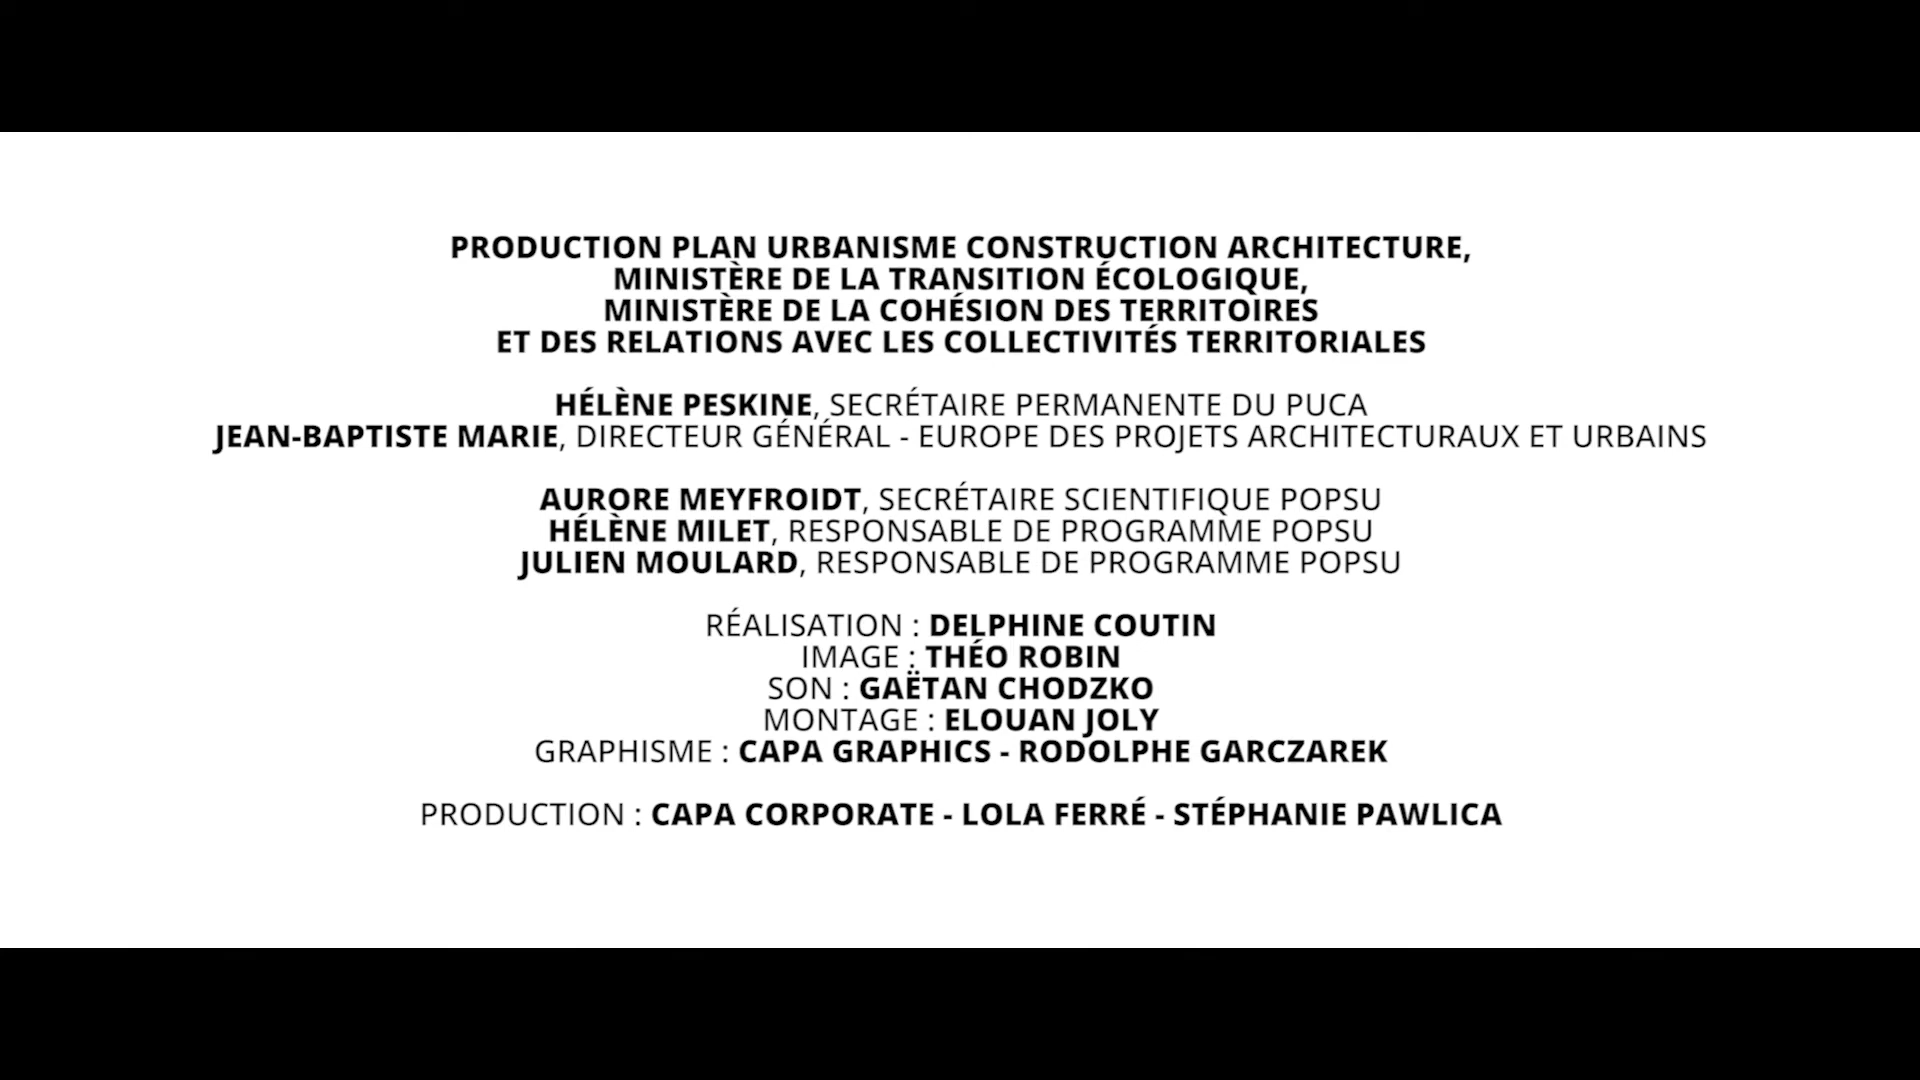 PRODUCTION PLAN URBANISME CONSTRUCTION ARCHITECTURE,
MINISTÈRE DE LA TRANSITION ÉCOLOGIQUE,
MINISTÈRE DE LA COHÉSION DES TERRITOIRES
ET DES RELATIONS AVEC LES COLLECTIVITÉS TERRITORIALES
HÉLÈNE PESKINE, SECRÉTAIRE PERMANENTE DU PUCA
JEAN-BAPTISTE MARIE, DIRECTEUR GÉNÉRAL - EUROPE DES PROJETS ARCHITECTURAUX ET URBAINS
AURORE MEYFROIDT, SECRÉTAIRE SCIENTIFIQUE POPSU
HÉLÈNE MILET, RESPONSABLE DE PROGRAMME POPSU
JULIEN MOULARD, RESPONSABLE DE PROGRAMME POPSU
RÉALISATION : DELPHINE COUTIN
IMAGE : THÉO ROBIN
SON : GAËTAN CHODZKO
MONTAGE : ELOUAN JOLY
GRAPHISME : CAPA GRAPHICS - RODOLPHE GARCZAREK
PRODUCTION : CAPA CORPORATE - LOLA FERRÉ - STÉPHANIE PAWLICA